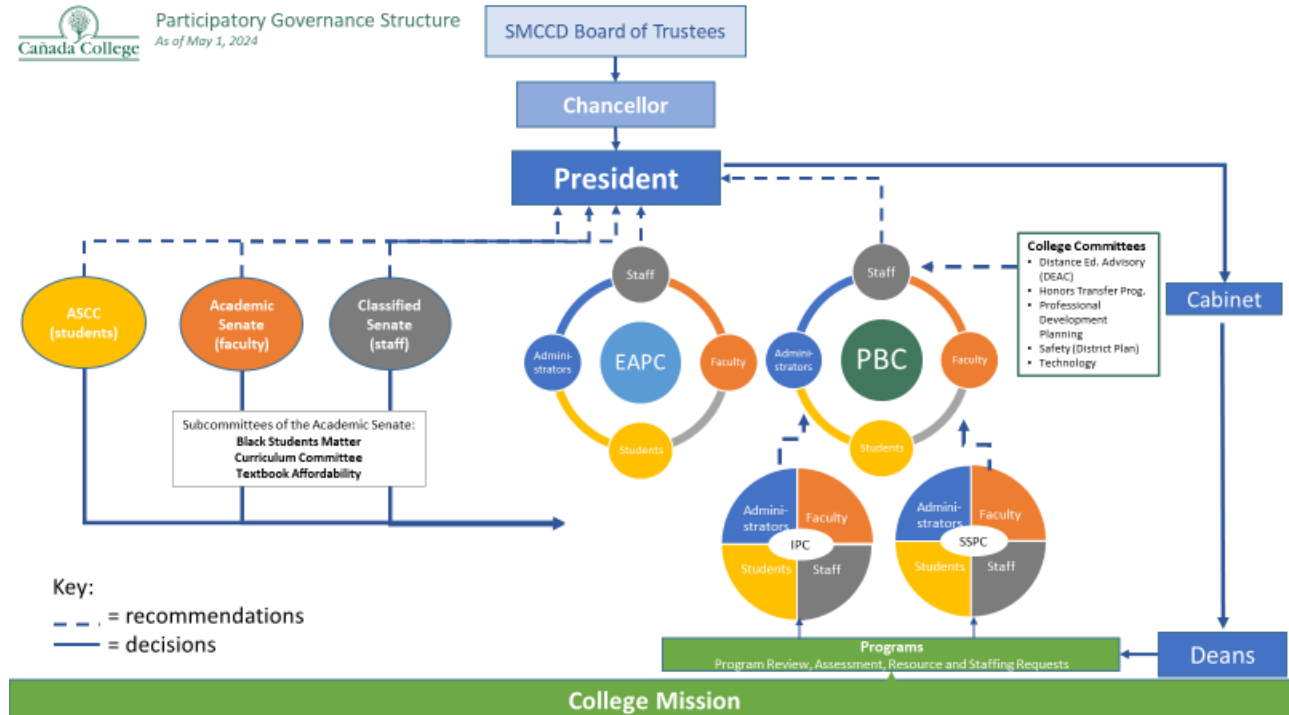 Cañada College
Participatory Governance Structure
As of May 1, 2024
SMCCD Board of Trustees
Chancellor
President
ASCC
(students)
Academic
Senate
(faculty)
Classified
Senate
(staff)
Subcommittees of the Academic Senate:
Black Students Matter
Curriculum Committee
Textbook Affordability
Staff
Admini-
strators
EAPC
Faculty
Students
Staff
Admini-
strators
PBC
Faculty
Students
College Committees
• Distance Ed. Advisory
(DEAC)
• Honors Transfer Prog.
• Professional
Development
Planning
• Safety (District Plan)
• Technology
Cabinet
Admini-
strators
Faculty
IPC
Students
Staff
Admini-
strators
Faculty
SSPC
Students
Staff
Key:
= recommendations
= decisions
Programs
Program Review, Assessment, Resource and Staffing Requests
Deans
College Mission